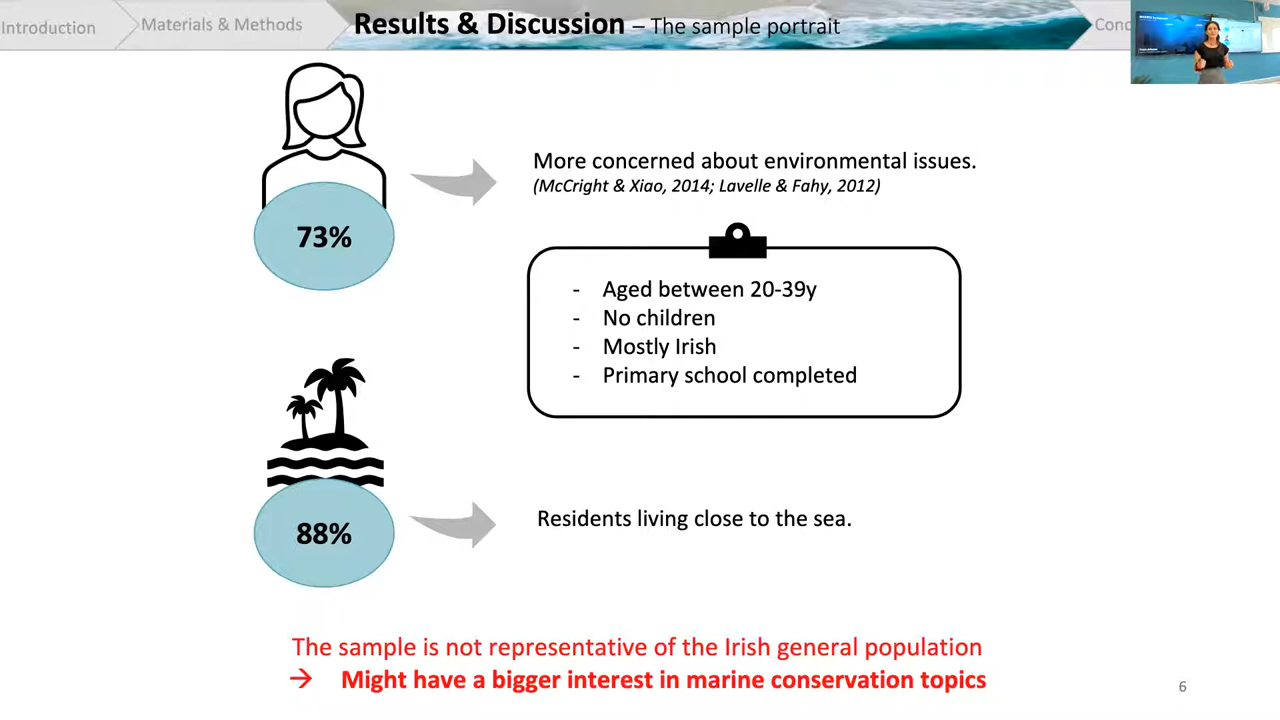 Introduction
Materials & Methods
Results & Discussion – The sample portrait
Conc
73%
More concerned about environmental issues.
(McCright & Xiao, 2014; Lavelle & Fahy, 2012)
- Aged between 20-39y
- No children
- Mostly Irish
- Primary school completed
88%
Residents living close to the sea.
The sample is not representative of the Irish general population
→ Might have a bigger interest in marine conservation topics
6